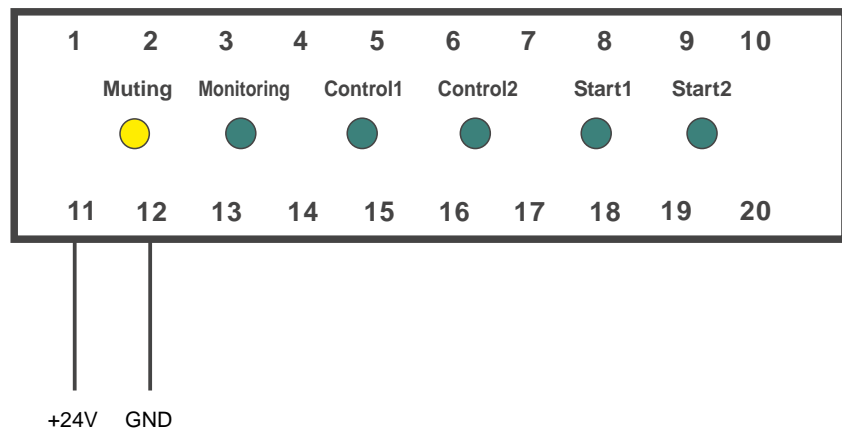 1 2 3 4 5 6 7 8 9 10
Muting Monitoring Control1 Control2 Start1 Start2
11 12 13 14 15 16 17 18 19 20
+24V GND